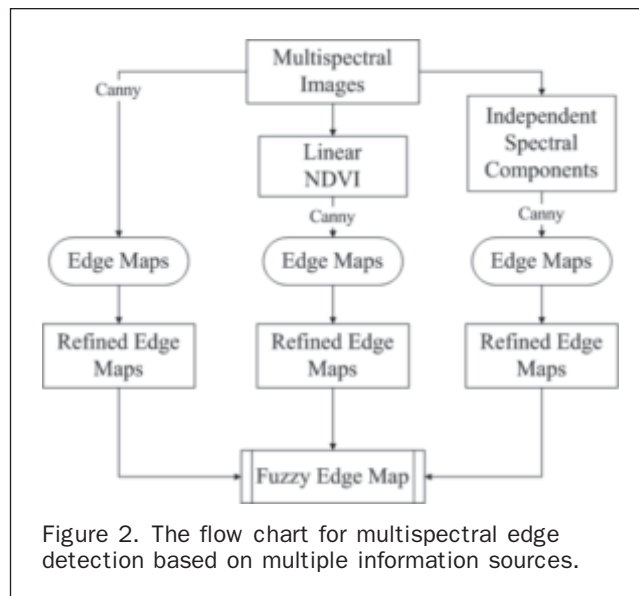 Multispectral
Images
Canny
Linear
NDVI
Independent
Spectral
Components
Canny
Canny
Edge Maps
Edge Maps
Edge Maps
Refined Edge
Maps
Refined Edge
Maps
Refined Edge
Maps
Fuzzy Edge Map
Figure 2. The flow chart for multispectral edge
detection based on multiple information sources.